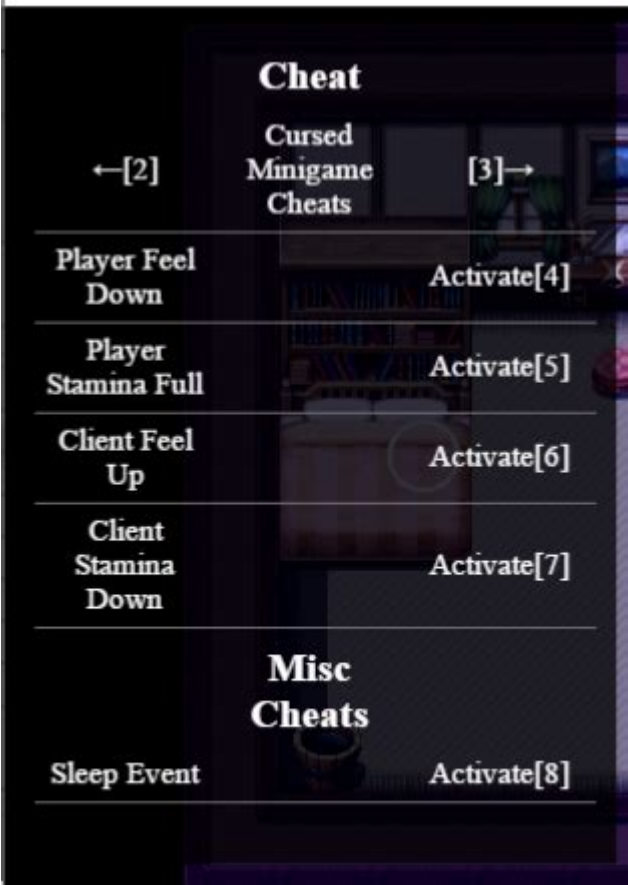 Cheat
←[2]
Cursed
Minigame
Cheats
[3]→
Player Feel
Down
Activate[4]
Player
Stamina Full
Activate[5]
Client Feel
Up
Activate[6]
Client
Stamina
Down
Activate[7]
Misc
Cheats
Sleep Event
Activate[8]